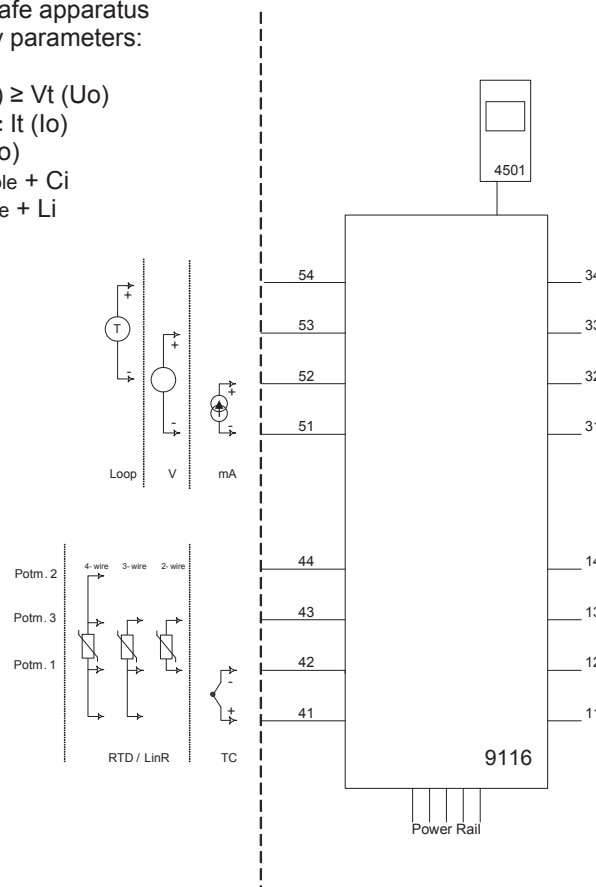 afe apparatus
y parameters:
) ≥ Vt (Uo)
It (Io)
o)
ole + Ci
e + Li
4501
54 34
53 33
52 32
51 31
T
+ -
+ -
+ -
Loop V mA
44 14
4-wire 3-wire 2-wire
Potm. 2
Potm. 3
43 13
Potm. 1
42 12
-
+
41 11
RTD / LinR TC
9116
Power Rail